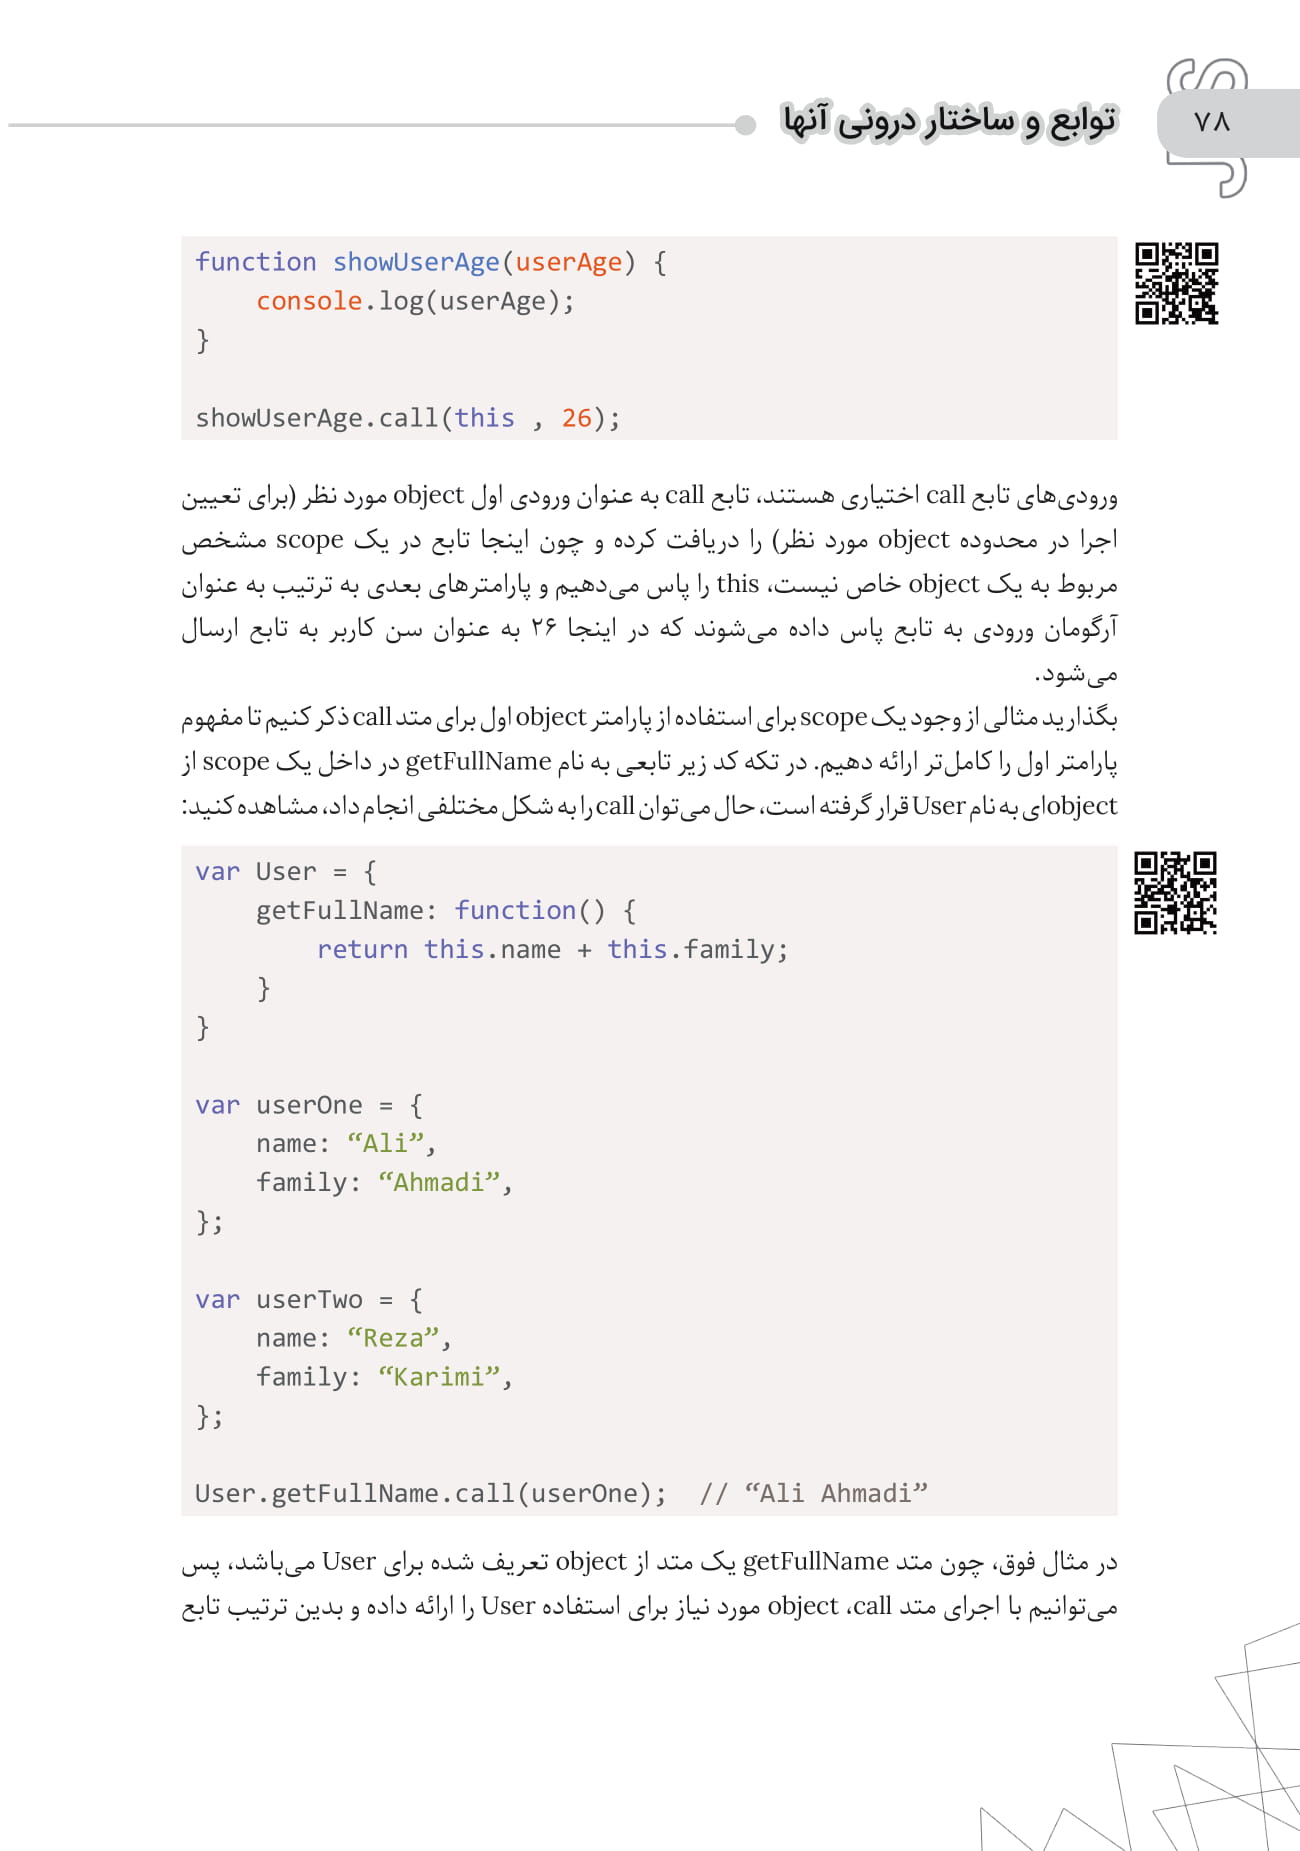 ۷۸
توابع و ساختار درونی آنها
function showUserAge(userAge) {
    console.log(userAge);
}
showUserAge.call(this , 26);
ورودی‌های تابع call اختیاری هستند، تابع call به عنوان ورودی اول object مورد نظر (برای تعیین
اجرا در محدوده object مورد نظر) را دریافت کرده و چون اینجا تابع در یک scope مشخص
مربوط به یک object خاص نیست، this را پاس می‌دهیم و پارامترهای بعدی به ترتیب به عنوان
آرگومان ورودی به تابع پاس داده می‌شوند که در اینجا ۲۶ به عنوان سن کاربر به تابع ارسال
می‌شود.
بگذارید مثالی از وجود یک scope برای استفاده از پارامتر object اول برای متد call ذکر کنیم تا مفهوم
پارامتر اول را کامل‌تر ارائه دهیم. در تکه کد زیر تابعی به نام getFullName در داخل یک scope از
object‌ای به نام User قرار گرفته است، حال می‌توان call را به شکل مختلفی انجام داد، مشاهده کنید:
var User = {
    getFullName: function() {
        return this.name + this.family;
    }
}
var userOne = {
    name: “Ali”,
    family: “Ahmadi”,
};
var userTwo = {
    name: “Reza”,
    family: “Karimi”,
};
User.getFullName.call(userOne);  // “Ali Ahmadi”
در مثال فوق، چون متد getFullName یک متد از object تعریف شده برای User می‌باشد، پس
می‌توانیم با اجرای متد call، object مورد نیاز برای استفاده User را ارائه داده و بدین ترتیب تابع